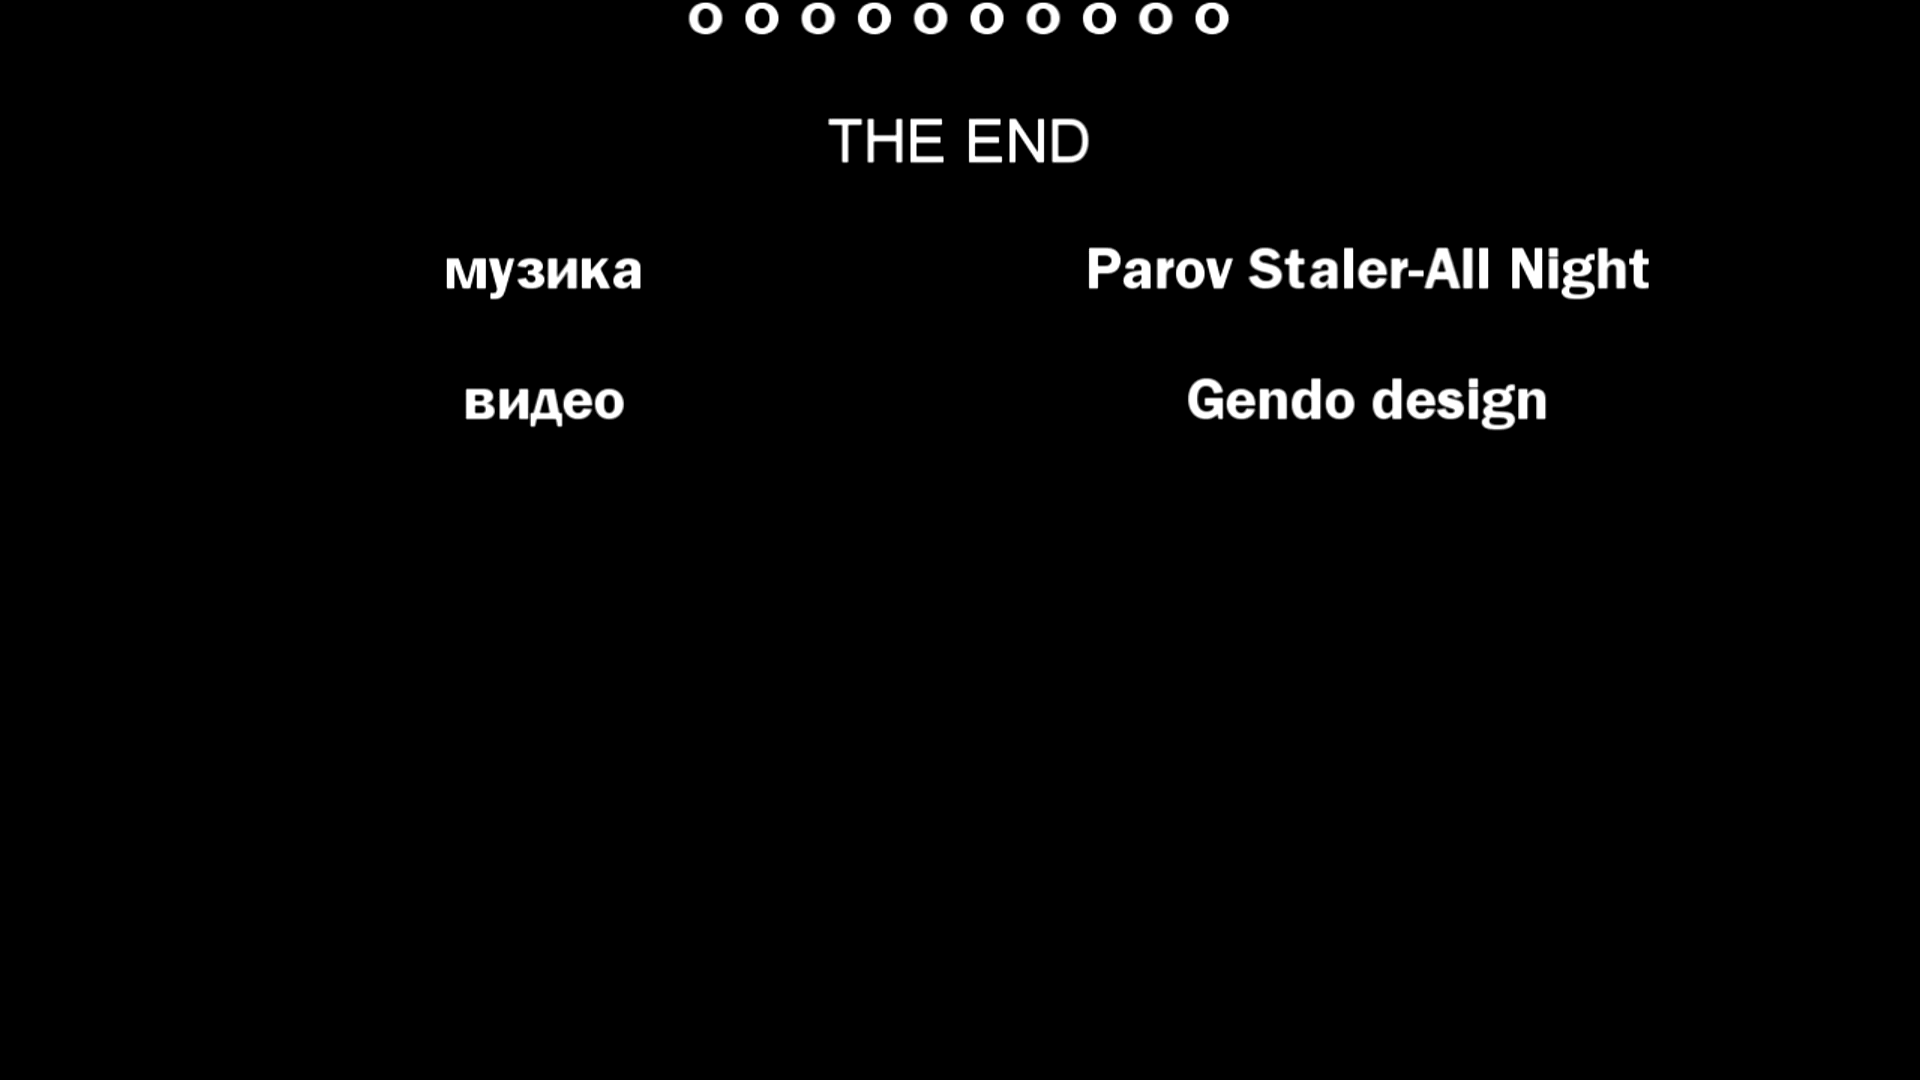 o o o o o o o o o o
THE END
музика Parov Staler-All Night
видео Gendo design